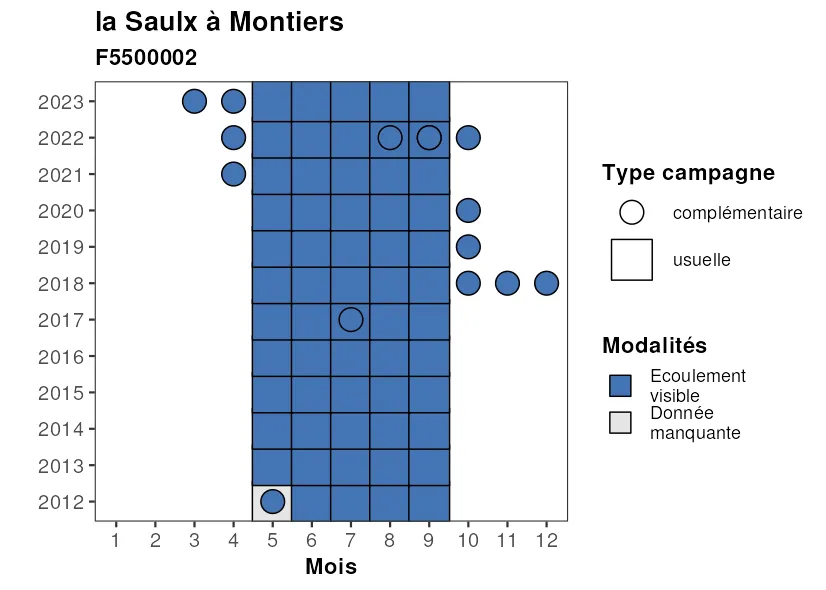 la Saulx à Montiers
F5500002
2023
2022
2021
2020
2019
2018
2017
2016
2015
2014
2013
2012
1 2 3 4 5 6 7 8 9 10 11 12
Mois
Type campagne
complémentaire
usuelle
Modalités
Ecoulement
visible
Donnée
manquante